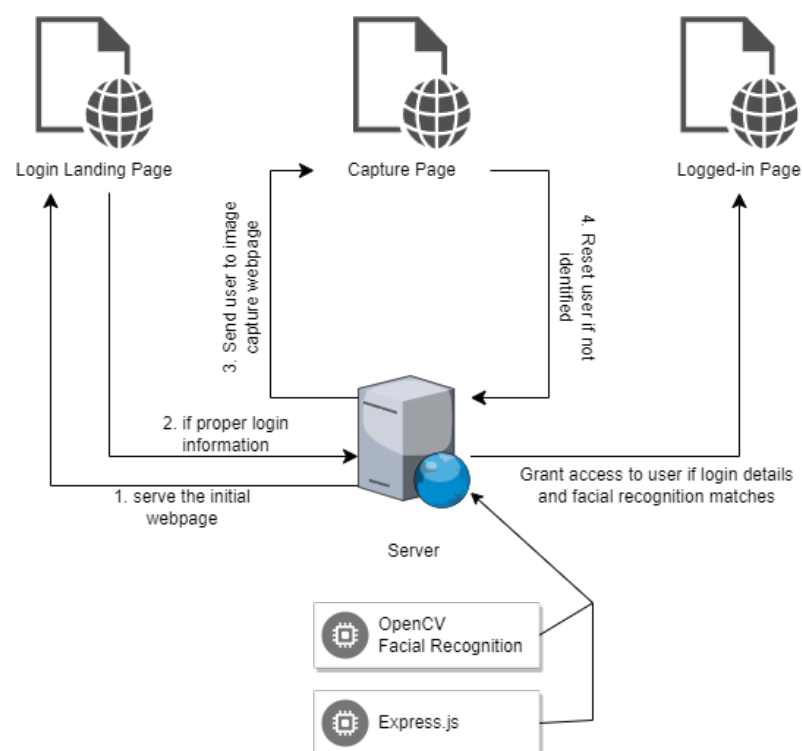 Login Landing Page
Capture Page
Logged-in Page
3. Send user to image
capture webpage
4. Reset user if not
identified
2. if proper login
information
1. serve the initial
webpage
Grant access to user if login details
and facial recognition matches
Server
OpenCV
Facial Recognition
Express.js